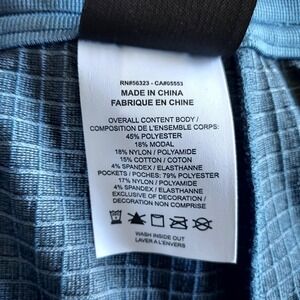 RN#56323 - CA#05553
MADE IN CHINA
FABRIQUE EN CHINE
OVERALL CONTENT BODY /
COMPOSITION DE L'ENSEMBLE CORPS:
45% POLYESTER
18% MODAL
18% NYLON / POLYAMIDE
15% COTTON / COTON
4% SPANDEX / ELASTHANNE
POCKETS / POCHES: 79% POLYESTER
17% NYLON / POLYAMIDE
4% SPANDEX / ELASTHANNE
EXCLUSIVE OF DECORATION /
DECORATION NON COMPRISE
WASH INSIDE OUT
LAVER A L'ENVERS